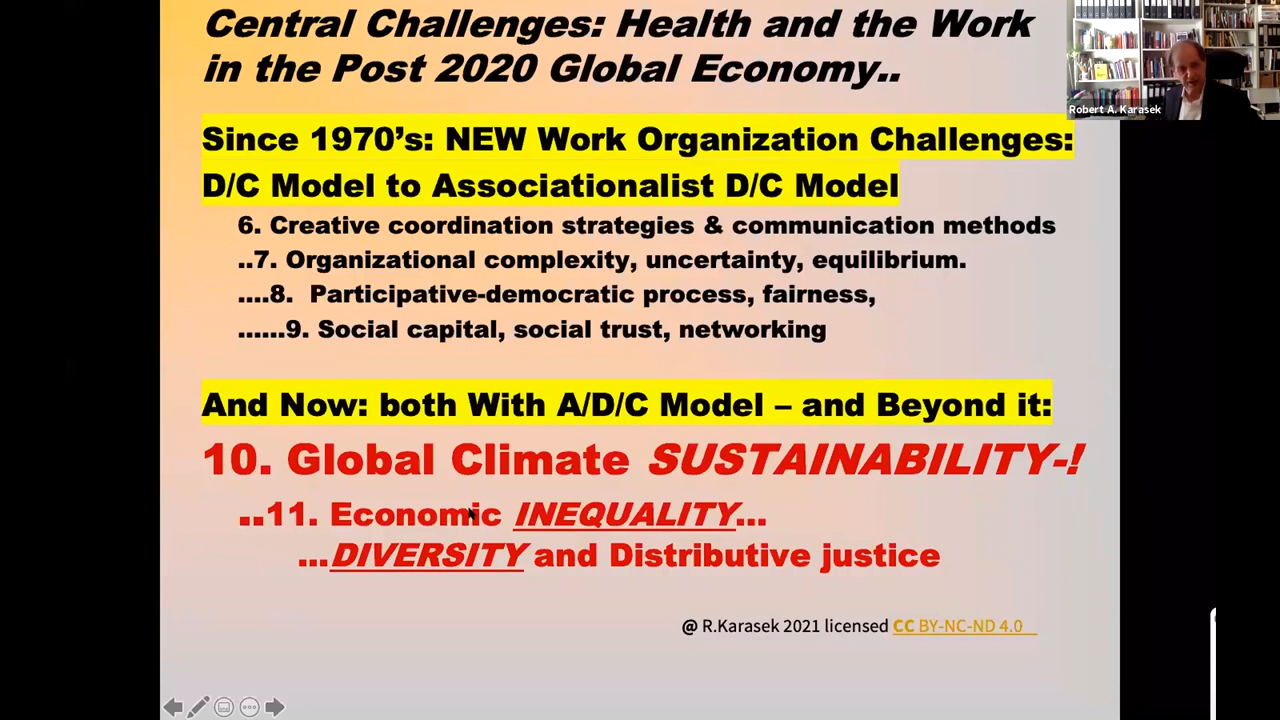 Central Challenges: Health and the Work
in the Post 2020 Global Economy..
Robert A. Karasek
Since 1970’s: NEW Work Organization Challenges:
D/C Model to Associationalist D/C Model
6. Creative coordination strategies & communication methods
..7. Organizational complexity, uncertainty, equilibrium.
....8.  Participative-democratic process, fairness,
......9. Social capital, social trust, networking
And Now: both With A/D/C Model – and Beyond it:
10. Global Climate SUSTAINABILITY-!
..11. Economic INEQUALITY...
...DIVERSITY and Distributive justice
@ R.Karasek 2021 licensed CC BY-NC-ND 4.0